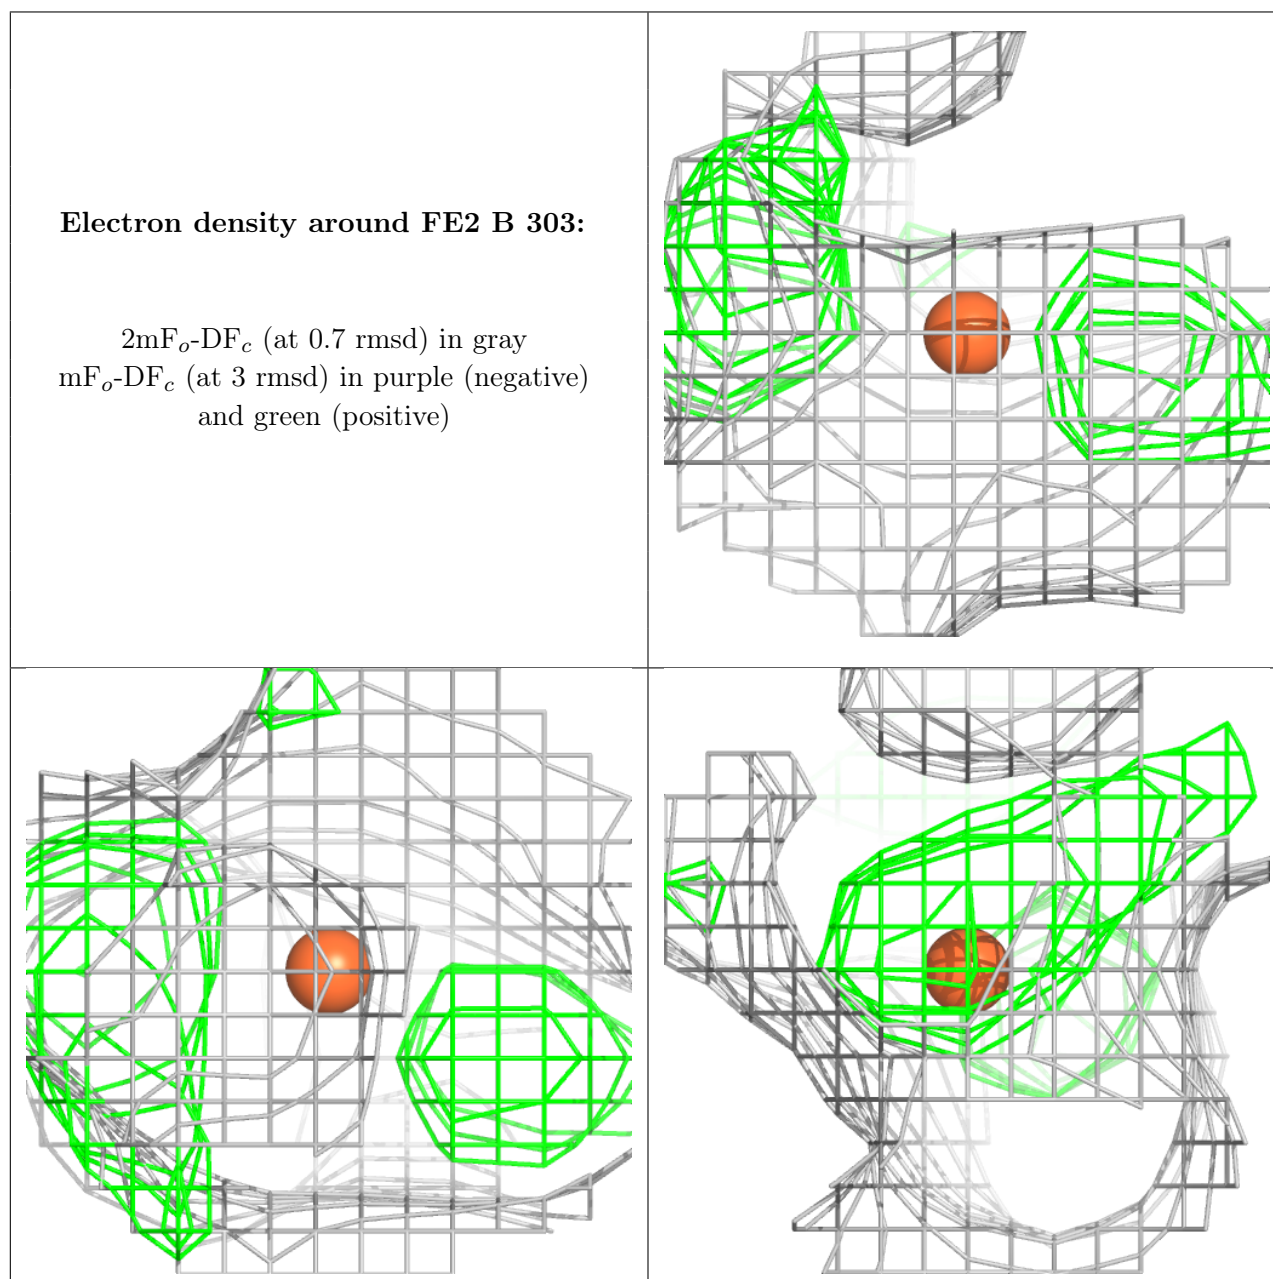 Electron density around FE2 B 303:
2mFo-DFc (at 0.7 rmsd) in gray
mFo-DFc (at 3 rmsd) in purple (negative)
and green (positive)